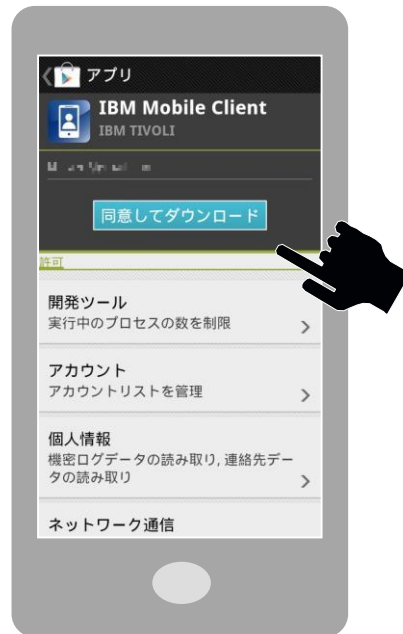 アプリ
IBM Mobile Client
IBM TIVOLI
同意してダウンロード
許可
開発ツール
実行中のプロセスの数を制限
アカウント
アカウントリストを管理
個人情報
機密ログデータの読み取り, 連絡先デー
タの読み取り
ネットワーク通信